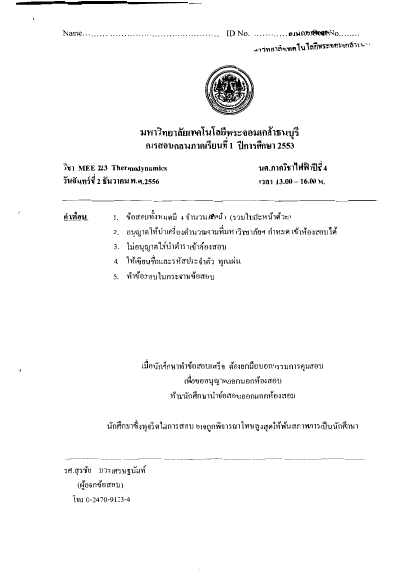 Name.................................................. ID No. ............ No........
มหาวิทยาลัยเทคโนโลยีพระจอมเกล้าธนบุรี
การสอบกลางภาคเรียนที่ 1 ปีการศึกษา 2553
วิชา MEE 223 Thermodynamics นศ.ภาควิชาไฟฟ้าปีที่ 4
วันจันทร์ที่ 2 ธันวาคม พ.ศ.2556 เวลา 13.00 – 16.00 น.
คำเตือน 1. ข้อสอบทั้งหมดมี 4 (รวมใบปะหน้าด้วย)
2. อนุญาตให้นำเครื่องคำนวณตามที่มหาวิทยาลัยฯ กำหนด เข้าห้องสอบได้
3. ไม่อนุญาตให้นำตำราเข้าห้องสอบ
4. ให้เขียนชื่อและรหัสประจำตัว ทุกแผ่น
5. ทำข้อสอบในกระดาษข้อสอบ
เมื่อนักศึกษาทำข้อสอบเสร็จ ต้องยกมือบอกกรรมการคุมสอบ
เพื่อขออนุญาตออกนอกห้องสอบ
ห้ามนักศึกษานำข้อสอบออกนอกห้องสอบ
นักศึกษาซึ่งทุจริตในการสอบ อาจถูกพิจารณาโทษสูงสุดให้พ้นสภาพการเป็นนักศึกษา
รศ.สุรชัย บวรเศรษฐนันท์
(ผู้ออกข้อสอบ)
โทร 0-2470-9123-4